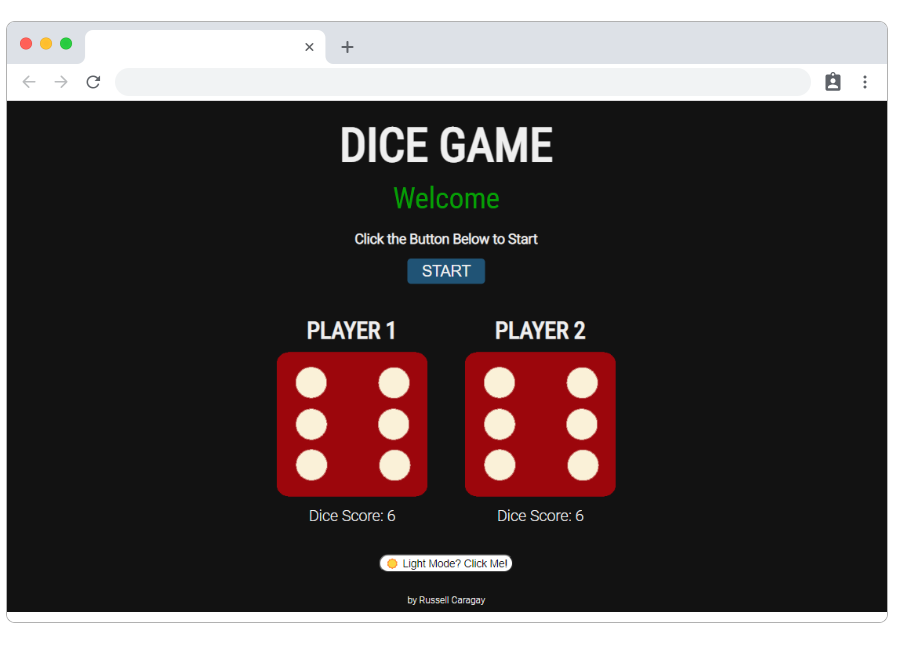 DICE GAME
Welcome
Click the Button Below to Start
START
PLAYER 1 PLAYER 2
Dice Score: 6 Dice Score: 6
Light Mode? Click Me!
by Russell Caragay